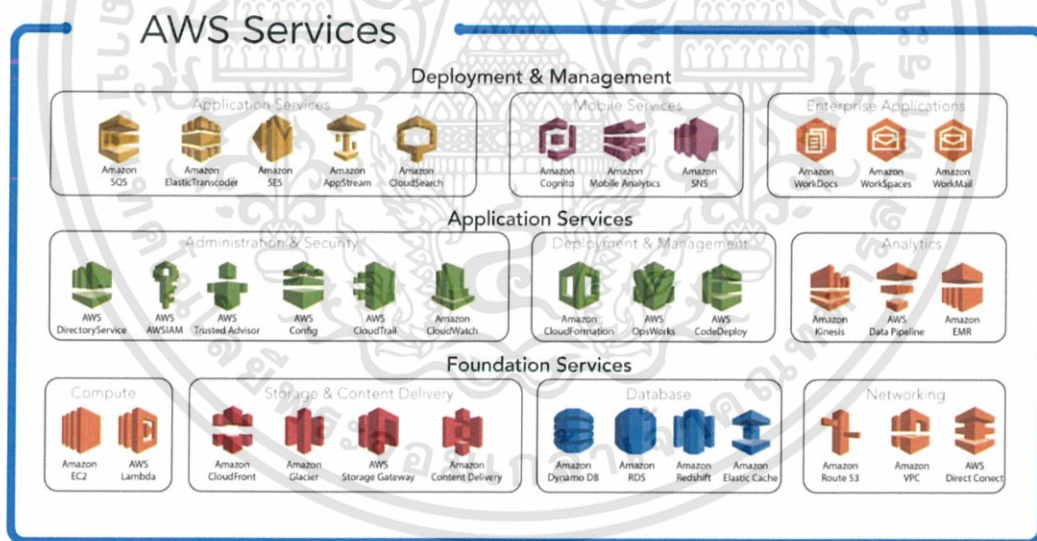 AWS Services
Deployment & Management
Application Services
Mobile Services
Enterprise Applications
Amazon SQS
Amazon ElasticTranscoder
Amazon SES
Amazon AppStream
Amazon CloudSearch
Amazon Cognito
Amazon Mobile Analytics
Amazon SNS
Amazon WorkDocs
Amazon WorkSpaces
Amazon WorkMail
Application Services
Administration & Security
Deployment & Management
Analytics
AWS DirectoryService
AWS AWSIAM
AWS Trusted Advisor
AWS Config
AWS CloudTrail
Amazon CloudWatch
Amazon CloudFormation
AWS OpsWorks
AWS CodeDeploy
Amazon Kinesis
AWS Data Pipeline
Amazon EMR
Foundation Services
Compute
Storage & Content Delivery
Database
Networking
Amazon EC2
AWS Lambda
Amazon CloudFront
Amazon Glacier
AWS Storage Gateway
Amazon Content Delivery
Amazon Dynamo DB
Amazon RDS
Amazon Redshift
Amazon Elastic Cache
Amazon Route 53
Amazon VPC
AWS Direct Conect